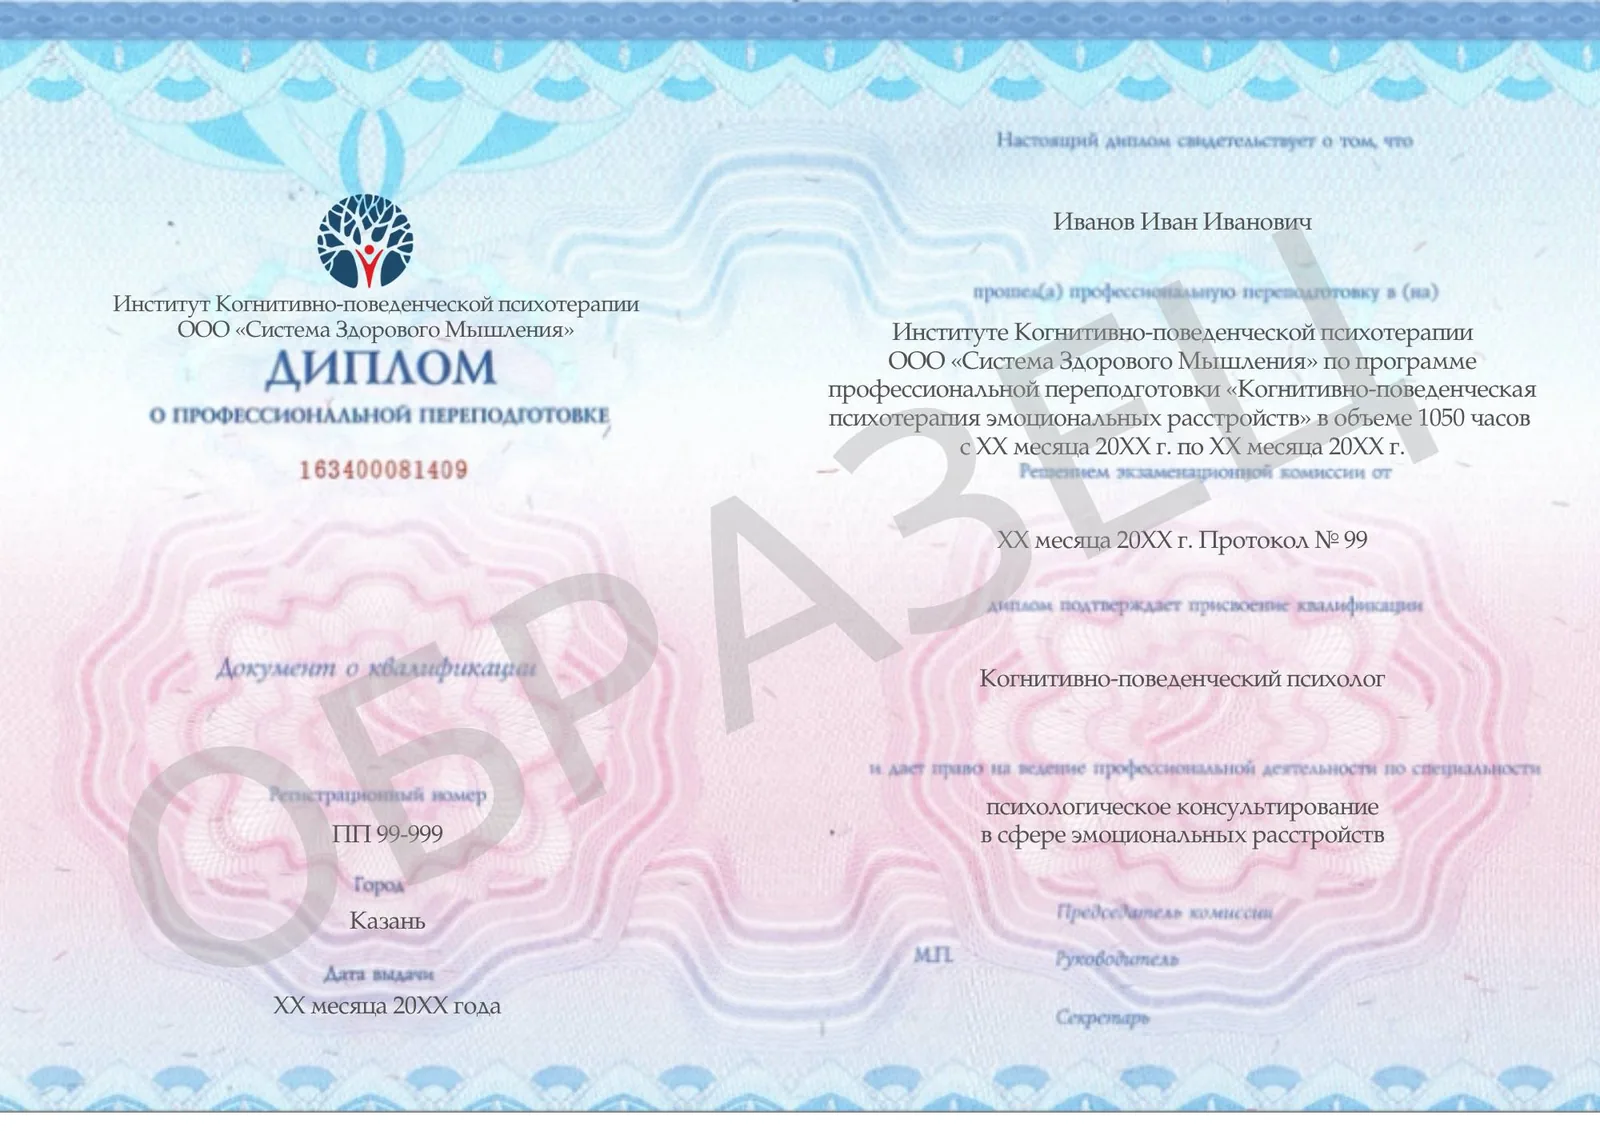 Институт Когнитивно-поведенческой психотерапии
ООО «Система Здорового Мышления»
ДИПЛОМ
О ПРОФЕССИОНАЛЬНОЙ ПЕРЕПОДГОТОВКЕ
163400081409
Документ о квалификации
Регистрационный номер
ПП 99-999
Город
Казань
Дата выдачи
ХХ месяца 20ХХ года
Настоящий диплом свидетельствует о том, что
Иванов Иван Иванович
прошел(а) профессиональную переподготовку в (на)
Институте Когнитивно-поведенческой психотерапии
ООО «Система Здорового Мышления» по программе
профессиональной переподготовки «Когнитивно-поведенческая
психотерапия эмоциональных расстройств» в объеме 1050 часов
с ХХ месяца 20ХХ г. по ХХ месяца 20ХХ г.
Решением экзаменационной комиссии от
ХХ месяца 20ХХ г. Протокол № 99
диплом подтверждает присвоение квалификации
Когнитивно-поведенческий психолог
и дает право на ведение профессиональной деятельности по специальности
психологическое консультирование
в сфере эмоциональных расстройств
Председатель комиссии
М.П.
Руководитель
Секретарь
ОБРАЗЕЦ